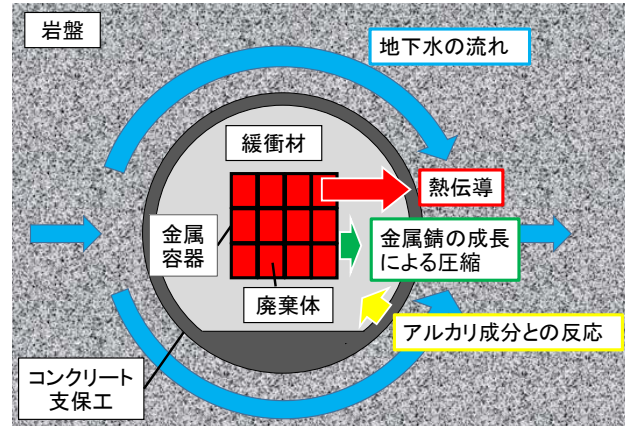 岩盤
地下水の流れ
緩衝材
熱伝導
金属
容器
金属錆の成長
による圧縮
廃棄体
アルカリ成分との反応
コンクリート
支保工